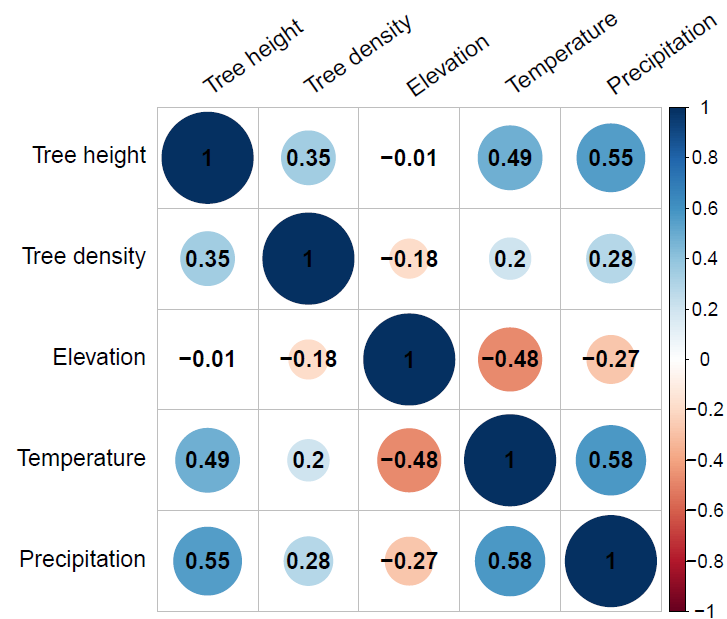 Tree height
Tree density
Elevation
Temperature
Precipitation
Tree height 1 0.35 −0.01 0.49 0.55
Tree density 0.35 1 −0.18 0.2 0.28
Elevation −0.01 −0.18 1 −0.48 −0.27
Temperature 0.49 0.2 −0.48 1 0.58
Precipitation 0.55 0.28 −0.27 0.58 1
1
0.8
0.6
0.4
0.2
0
−0.2
−0.4
−0.6
−0.8
−1